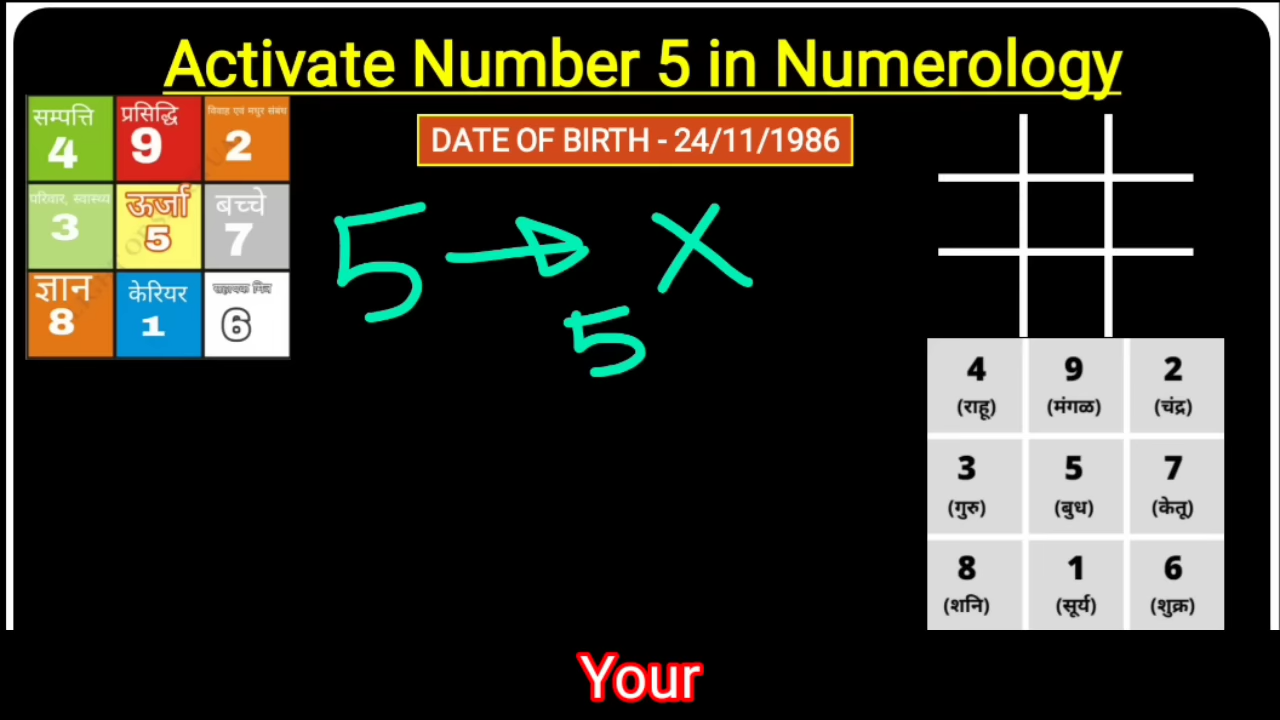 Activate Number 5 in Numerology
सम्पत्ति प्रसिद्धि विवाह एवं मधुर संबंध
4 9 2
परिवार, स्वास्थ्य ऊर्जा बच्चे
3 5 7
ज्ञान केरियर
8 1 6
DATE OF BIRTH - 24/11/1986
5 → X
5
4 9 2
(राहू) (मंगळ) (चंद्र)
3 5 7
(गुरु) (बुध) (केतू)
8 1 6
(शनि) (सूर्य) (शुक्र)
Your